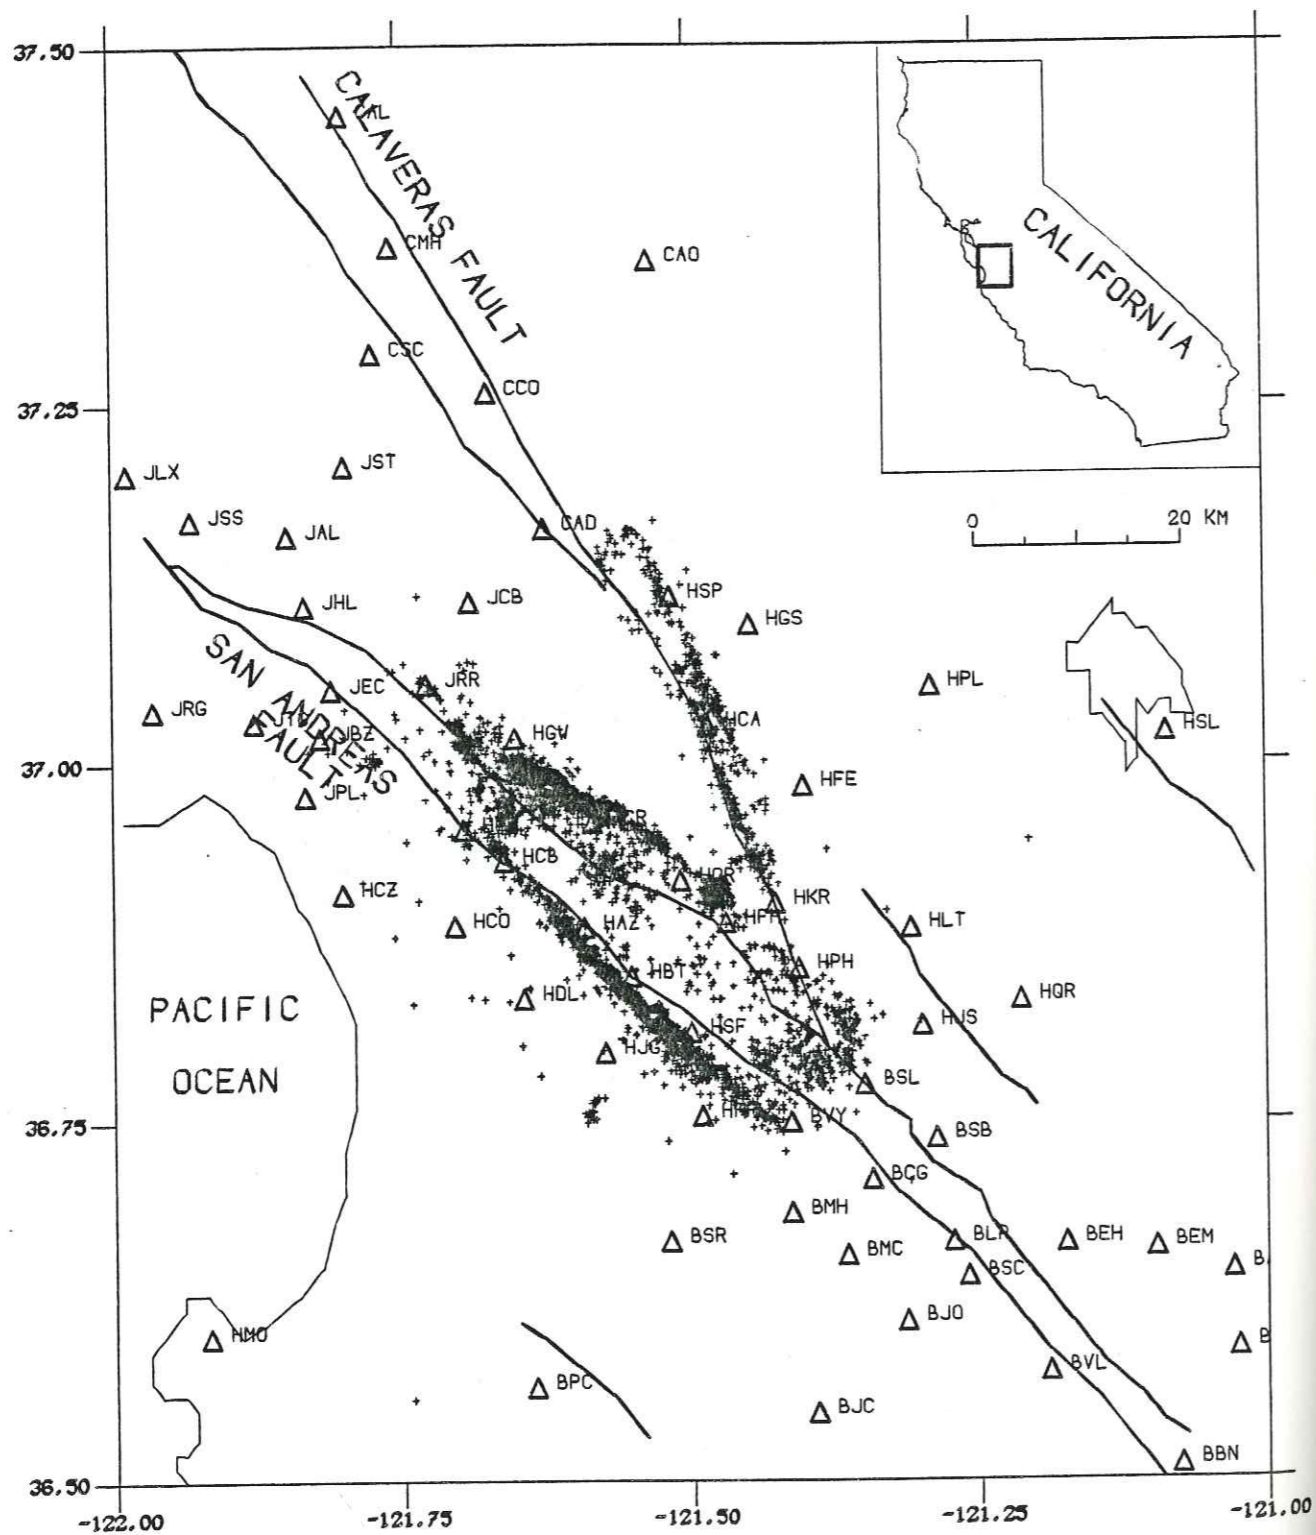 37.50
CALAVERAS FAULT
CMH
CAO
CSC
CCO
CALIFORNIA
37.25
JLX
JST
JSS
JAL
CAD
0 20 KM
JHL
JCB
HSP
HGS
SAN ANDREAS
FAULT
JEC
JRR
HPL
JRG
JBZ
HGW
HCA
HSL
37.00
JPL
HFE
HCB
HCZ
HKR
HCO
HAZ
HFH
HLT
HBT
HPH
PACIFIC
OCEAN
HDL
HSF
HJS
HQR
HJG
BSL
36.75
BVY
BSB
BCG
BSR
BMH
BMC
BLR
BEH
BEM
BSC
BJO
HMO
BVL
BPC
BJC
BBN
36.50
-122.00 -121.75 -121.50 -121.25 -121.00